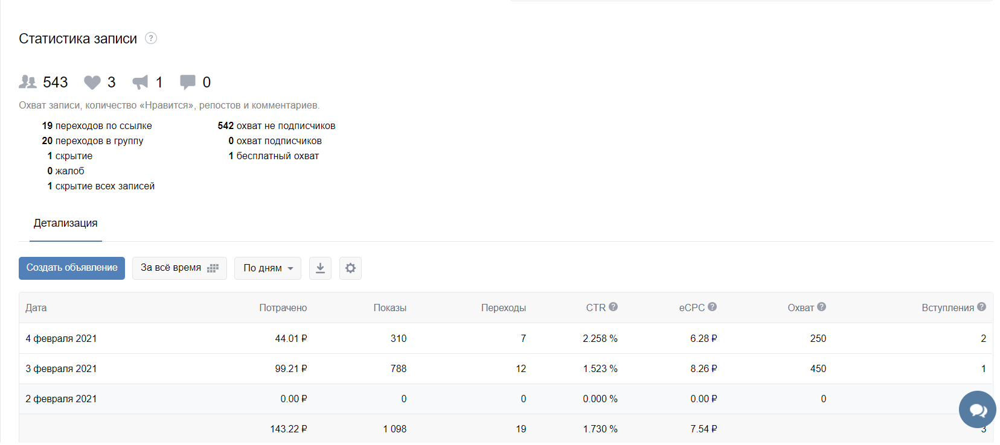 Статистика записи ?
543 3 1 0
Охват записи, количество «Нравится», репостов и комментариев.
19 переходов по ссылке 542 охват не подписчиков
20 переходов в группу 0 охват подписчиков
1 скрытие 1 бесплатный охват
0 жалоб
1 скрытие всех записей
Детализация
Создать объявление За всё время По дням
Дата Потрачено Показы Переходы CTR ? eCPC ? Охват ? Вступления ?
4 февраля 2021 44.01 ₽ 310 7 2.258 % 6.28 ₽ 250 2
3 февраля 2021 99.21 ₽ 788 12 1.523 % 8.26 ₽ 450 1
2 февраля 2021 0.00 ₽ 0 0 0.000 % 0.00 ₽ 0
143.22 ₽ 1 098 19 1.730 % 7.54 ₽ 3